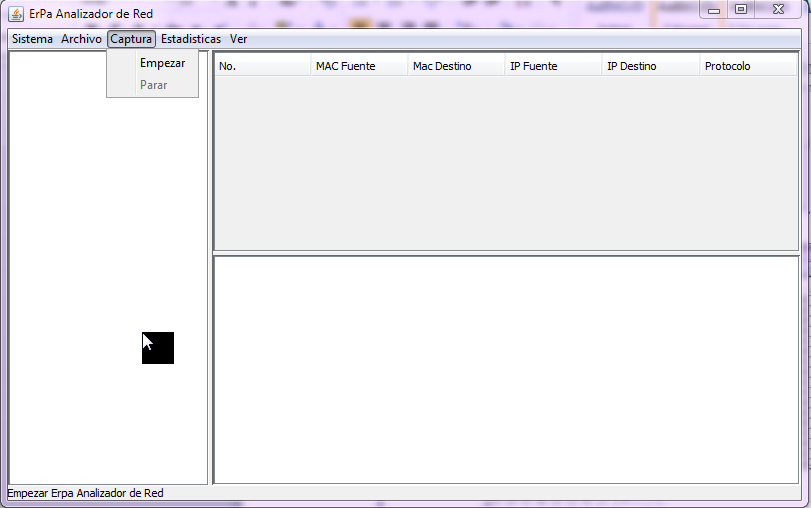 ErPa Analizador de Red
Sistema Archivo Captura Estadisticas Ver
Empezar
Parar
No. MAC Fuente Mac Destino IP Fuente IP Destino Protocolo
Empezar Erpa Analizador de Red